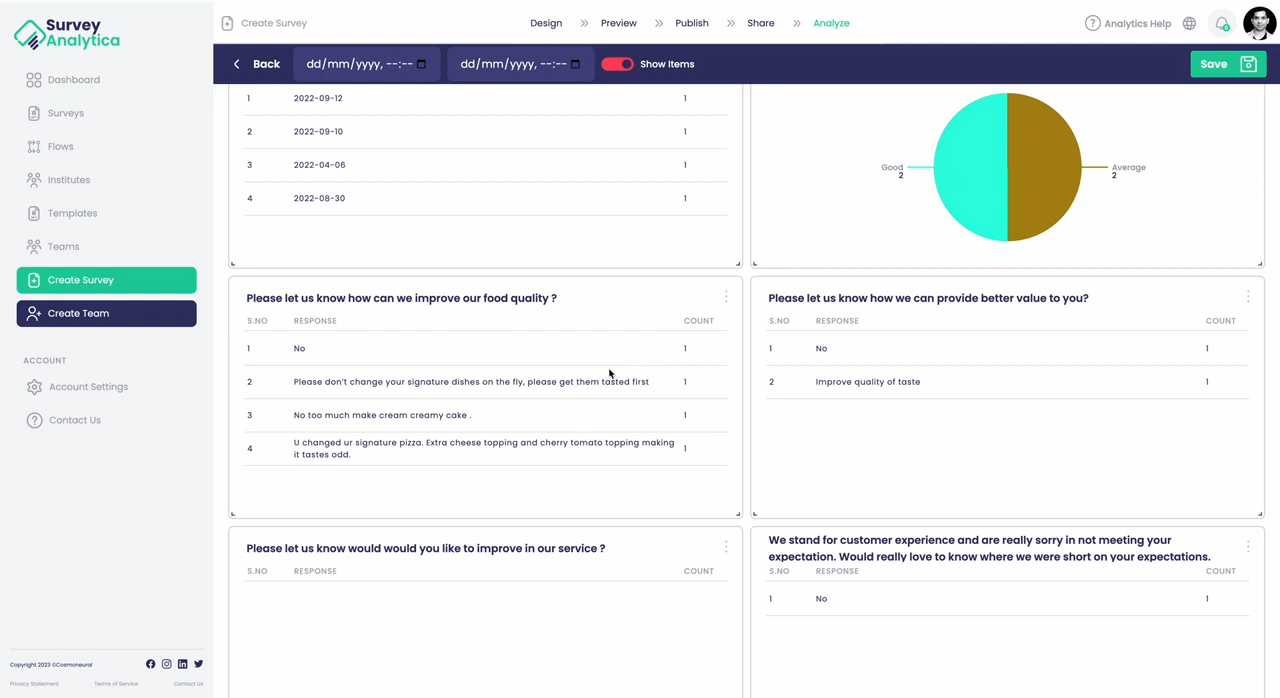 Survey
Analytica
Dashboard
Surveys
Flows
Institutes
Templates
Teams
Create Survey
Create Team
ACCOUNT
Account Settings
Contact Us
Copyright 2023 ©Cosmoneural
Privacy Statement
Terms of Service
Contact Us
Create Survey
Design
Preview
Publish
Share
Analyze
Analytics Help
Back
dd/mm/yyyy, --:--
dd/mm/yyyy, --:--
Show Items
Save
1 2022-09-12 1
2 2022-09-10 1
3 2022-04-06 1
4 2022-08-30 1
Good
2
Average
2
Please let us know how can we improve our food quality ?
S.NO RESPONSE COUNT
1 No 1
2 Please don't change your signature dishes on the fly, please get them tasted first 1
3 No too much make cream creamy cake . 1
4 U changed ur signature pizza. Extra cheese topping and cherry tomato topping making 1
it tastes odd.
Please let us know how we can provide better value to you?
S.NO RESPONSE COUNT
1 No 1
2 Improve quality of taste 1
Please let us know would would you like to improve in our service ?
S.NO RESPONSE COUNT
We stand for customer experience and are really sorry in not meeting your
expectation. Would really love to know where we were short on your expectations.
S.NO RESPONSE COUNT
1 No 1